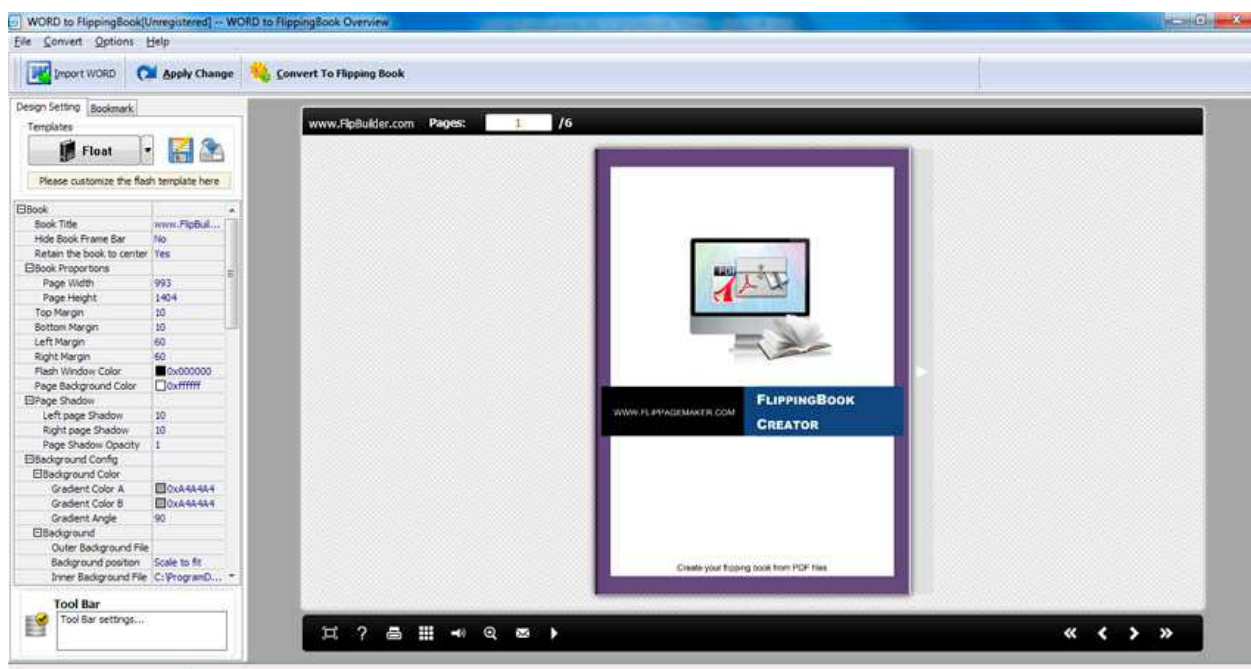 WORD to FlippingBook[Unregistered] -- WORD to FlippingBook Overview
File Convert Options Help
Import WORD Apply Change Convert To Flipping Book
Design Setting Bookmark
Templates
Float
Please customize the flash template here
Book
Book Title www.FlipBuil...
Hide Book Frame Bar No
Retain the book to center Yes
Book Proportions
Page Width 993
Page Height 1404
Top Margin 10
Bottom Margin 10
Left Margin 60
Right Margin 60
Flash Window Color 0x000000
Page Background Color 0xffffff
Page Shadow
Left page Shadow 10
Right page Shadow 10
Page Shadow Opacity 1
Background Config
Background Color
Gradient Color A 0xA4A4A4
Gradient Color B 0xA4A4A4
Gradient Angle 90
Background
Outer Background File
Background position Scale to fit
Inner Background File C:\ProgramD...
Tool Bar
Tool Bar settings...
www.FlipBuilder.com Pages: 1 /6
PDF
WWW.FLIPPAGEMAKER.COM
FLIPPINGBOOK
CREATOR
Create your flipping book from PDF files